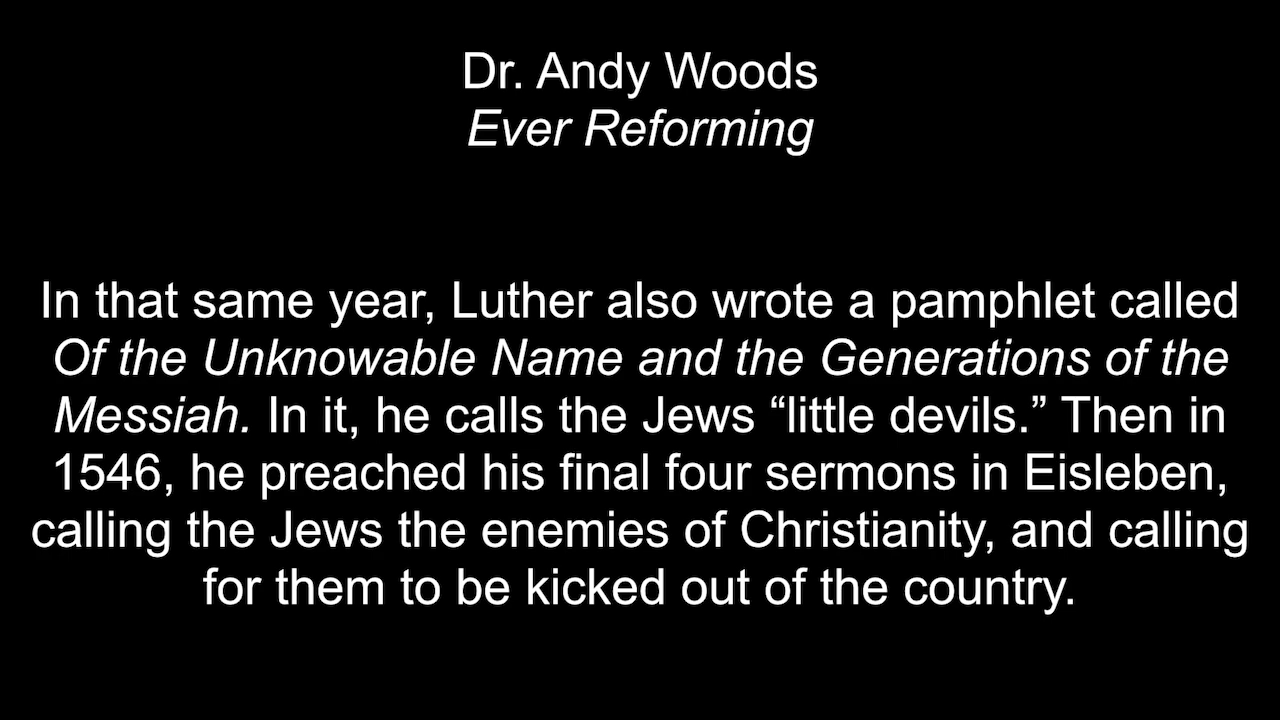 Dr. Andy Woods
Ever Reforming
In that same year, Luther also wrote a pamphlet called
Of the Unknowable Name and the Generations of the
Messiah. In it, he calls the Jews “little devils.” Then in
1546, he preached his final four sermons in Eisleben,
calling the Jews the enemies of Christianity, and calling
for them to be kicked out of the country.